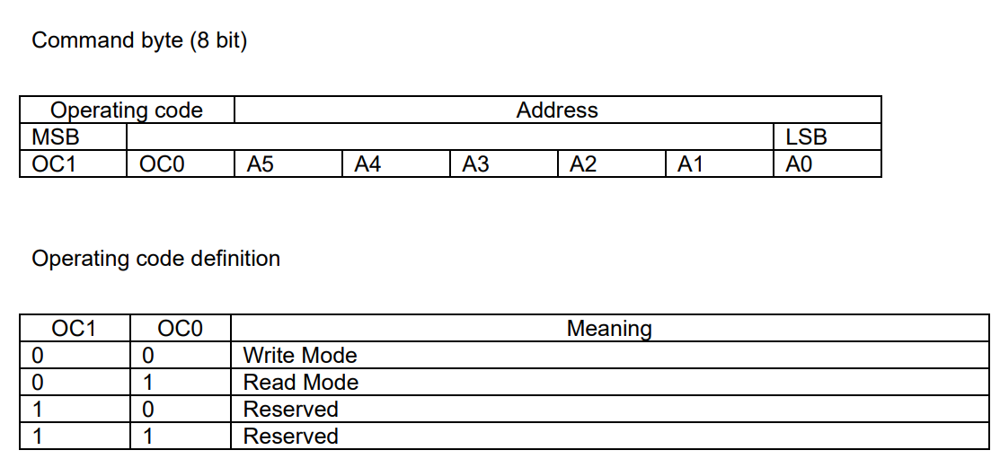 Command byte (8 bit)
Operating code Address
MSB LSB
OC1 OC0 A5 A4 A3 A2 A1 A0
Operating code definition
OC1 OC0 Meaning
0 0 Write Mode
0 1 Read Mode
1 0 Reserved
1 1 Reserved